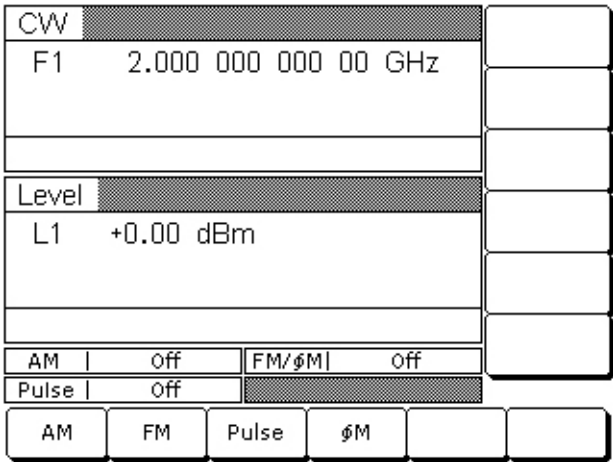 CW
F1 2.000 000 000 00 GHz
Level
L1 +0.00 dBm
AM | Off FM/ϕM| Off
Pulse | Off
AM FM Pulse ϕM